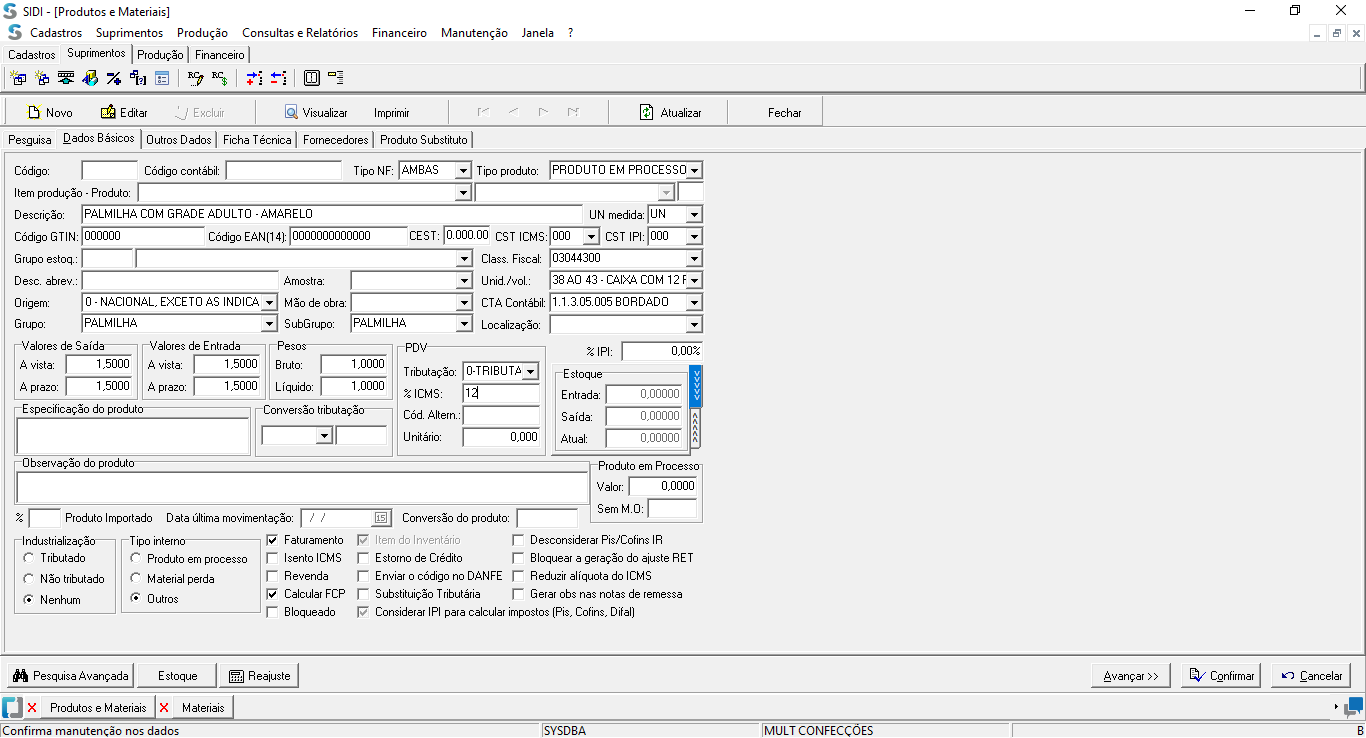 SIDI - [Produtos e Materiais]
Cadastros Suprimentos Produção Consultas e Relatórios Financeiro Manutenção Janela ?
Cadastros Suprimentos Produção Financeiro
Novo Editar Excluir Visualizar Imprimir Atualizar Fechar
Pesquisa Dados Básicos Outros Dados Ficha Técnica Fornecedores Produto Substituto
Código: Código contábil: Tipo NF: AMBAS Tipo produto: PRODUTO EM PROCESSO
Item produção - Produto:
Descrição: PALMILHA COM GRADE ADULTO - AMARELO UN medida: UN
Código GTIN: 000000 Código EAN(14): 0000000000000 CEST: 0.000.00 CST ICMS: 000 CST IPI: 000
Grupo estoq.: Class. Fiscal: 03044300
Desc. abrev.: Amostra: Unid./vol.: 38 AO 43 - CAIXA COM 12 F
Origem: 0 - NACIONAL, EXCETO AS INDICA Mão de obra: CTA Contábil: 1.1.3.05.005 BORDADO
Grupo: PALMILHA SubGrupo: PALMILHA Localização:
Valores de Saída Valores de Entrada Pesos PDV % IPI: 0,00%
A vista: 1,5000 A vista: 1,5000 Bruto: 1,0000 Tributação: 0-TRIBUTA Estoque
A prazo: 1,5000 A prazo: 1,5000 Líquido: 1,0000 % ICMS: 12 Entrada: 0,00000
Especificação do produto Conversão tributação Cód. Altern.: Saída: 0,00000
Unitário: 0,000 Atual: 0,00000
Observação do produto Produto em Processo
Valor: 0,0000
Sem M.O:
% Produto Importado Data última movimentação: / / 15 Conversão do produto:
Industrialização Tipo interno Faturamento Item do Inventário Desconsiderar Pis/Cofins IR
Tributado Produto em processo Isento ICMS Estorno de Crédito Bloquear a geração do ajuste RET
Não tributado Material perda Revenda Enviar o código no DANFE Reduzir alíquota do ICMS
Nenhum Outros Calcular FCP Substituição Tributária Gerar obs nas notas de remessa
Bloqueado Considerar IPI para calcular impostos (Pis, Cofins, Difal)
Pesquisa Avançada Estoque Reajuste Avançar >> Confirmar Cancelar
Produtos e Materiais Materiais
Confirma manutenção nos dados SYSDBA MULT CONFECÇÕES B